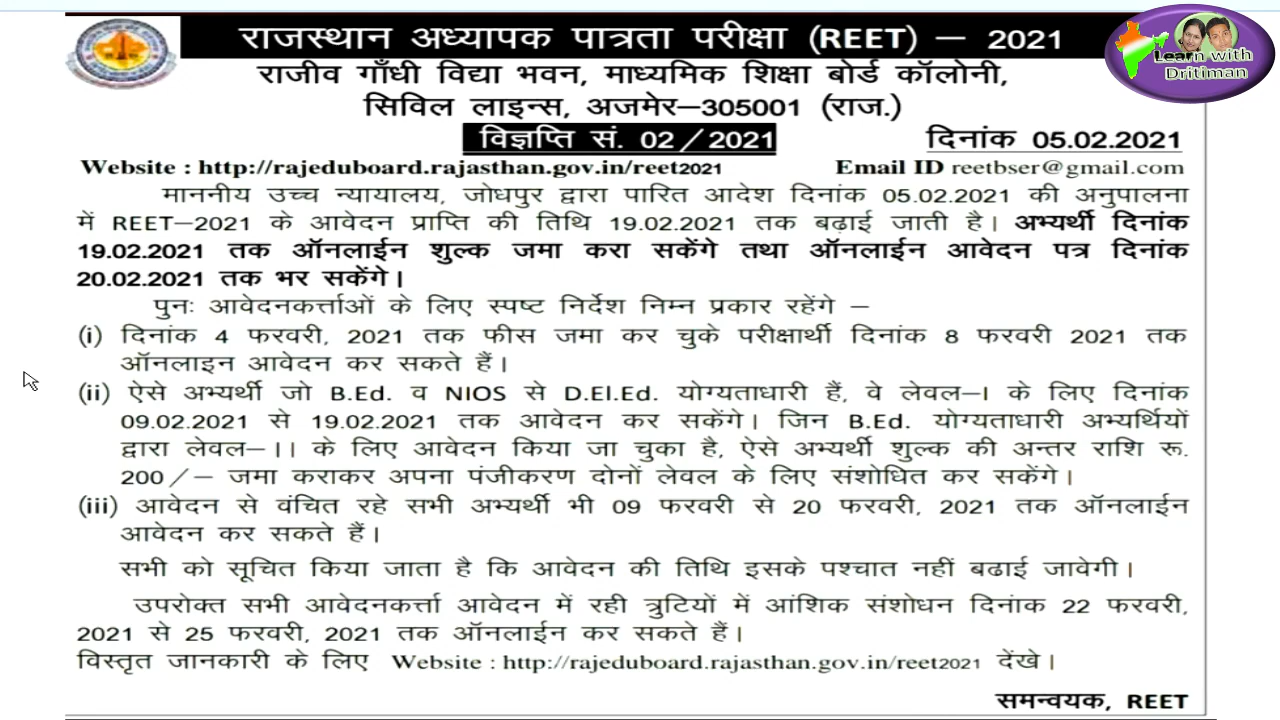 राजस्थान अध्यापक पात्रता परीक्षा (REET) – 2021
Learn with
Dritiman
राजीव गाँधी विद्या भवन, माध्यमिक शिक्षा बोर्ड कॉलोनी,
सिविल लाइन्स, अजमेर–305001 (राज.)
विज्ञप्ति सं. 02/2021 दिनांक 05.02.2021
Website : http://rajeduboard.rajasthan.gov.in/reet2021 Email ID reetbser@gmail.com
माननीय उच्च न्यायालय, जोधपुर द्वारा पारित आदेश दिनांक 05.02.2021 की अनुपालना
में REET–2021 के आवेदन प्राप्ति की तिथि 19.02.2021 तक बढ़ाई जाती है। अभ्यर्थी दिनांक
19.02.2021 तक ऑनलाईन शुल्क जमा करा सकेंगे तथा ऑनलाईन आवेदन पत्र दिनांक
20.02.2021 तक भर सकेंगे।
पुनः आवेदनकर्त्ताओं के लिए स्पष्ट निर्देश निम्न प्रकार रहेंगे –
(i) दिनांक 4 फरवरी, 2021 तक फीस जमा कर चुके परीक्षार्थी दिनांक 8 फरवरी 2021 तक
ऑनलाइन आवेदन कर सकते हैं।
(ii) ऐसे अभ्यर्थी जो B.Ed. व NIOS से D.El.Ed. योग्यताधारी हैं, वे लेवल–I के लिए दिनांक
09.02.2021 से 19.02.2021 तक आवेदन कर सकेंगे। जिन B.Ed. योग्यताधारी अभ्यर्थियों
द्वारा लेवल–।। के लिए आवेदन किया जा चुका है, ऐसे अभ्यर्थी शुल्क की अन्तर राशि रू.
200/– जमा कराकर अपना पंजीकरण दोनों लेवल के लिए संशोधित कर सकेंगे।
(iii) आवेदन से वंचित रहे सभी अभ्यर्थी भी 09 फरवरी से 20 फरवरी, 2021 तक ऑनलाईन
आवेदन कर सकते हैं।
सभी को सूचित किया जाता है कि आवेदन की तिथि इसके पश्चात नहीं बढाई जावेगी।
उपरोक्त सभी आवेदनकर्त्ता आवेदन में रही त्रुटियों में आंशिक संशोधन दिनांक 22 फरवरी,
2021 से 25 फरवरी, 2021 तक ऑनलाईन कर सकते हैं।
विस्तृत जानकारी के लिए Website : http://rajeduboard.rajasthan.gov.in/reet2021 देंखे।
समन्वयक, REET